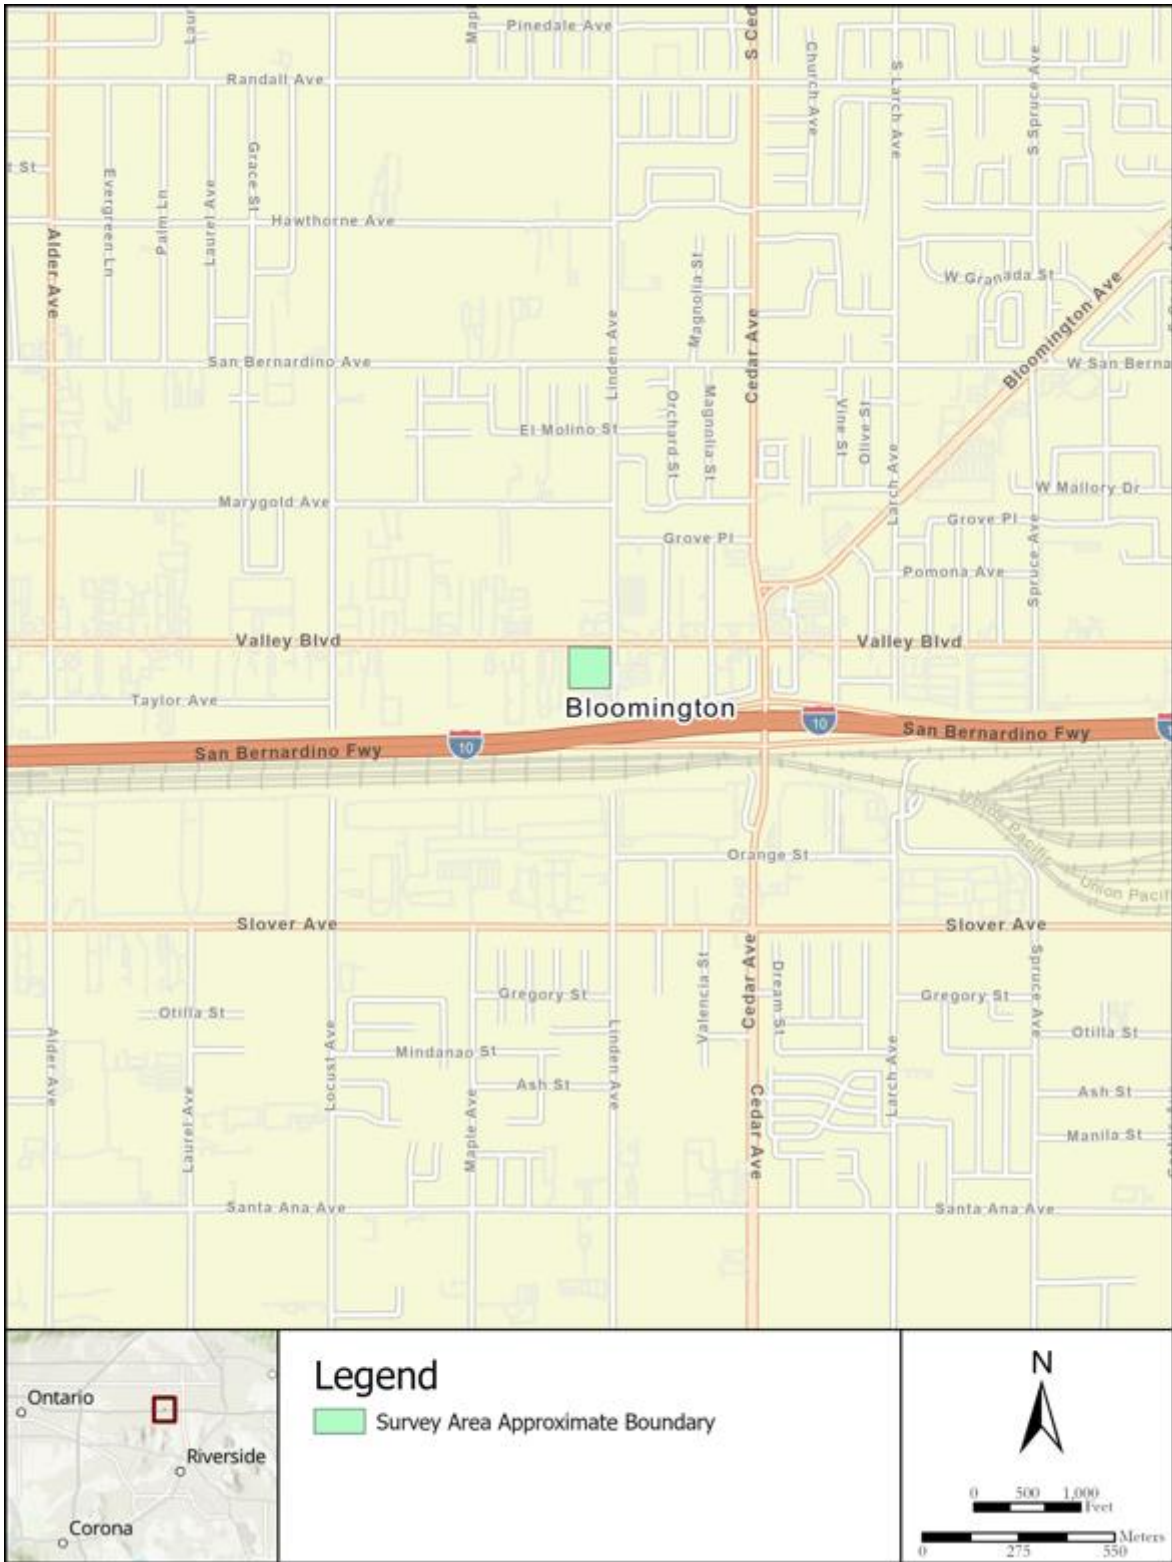 Pinedale Ave
S Ced
Randall Ave
Church Ave
S Larch Ave
S Spruce Ave
Grace St
Evergreen Ln
Palm Ln
Laurel Ave
Hawthorne Ave
Alder Ave
Magnolia St
W Granada St
Bloomington Ave
Linden Ave
Cedar Ave
San Bernardino Ave
W San Berna
Orchard St
Magnolia St
Vine St
Olive St
El Molino St
Larch Ave
W Mallory Dr
Marygold Ave
Grove Pl
Grove Pl
Spruce Ave
Pomona Ave
Valley Blvd
Valley Blvd
Taylor Ave
Bloomington
10
San Bernardino Fwy
San Bernardino Fwy
10
Union Pacific
Orange St
Union Pacif
Slover Ave
Slover Ave
Valencia St
Cedar Ave
Dream St
Spruce Ave
Gregory St
Gregory St
Otilla St
Otilla St
Alder Ave
Locust Ave
Mindanao St
Linden Ave
Larch Ave
Ash St
Ash St
Laurel Ave
Maple Ave
Cedar Ave
Manila St
Santa Ana Ave
Santa Ana Ave
Ontario
Riverside
Corona
Legend
Survey Area Approximate Boundary
N
0 500 1,000
Feet
Meters
0 275 550